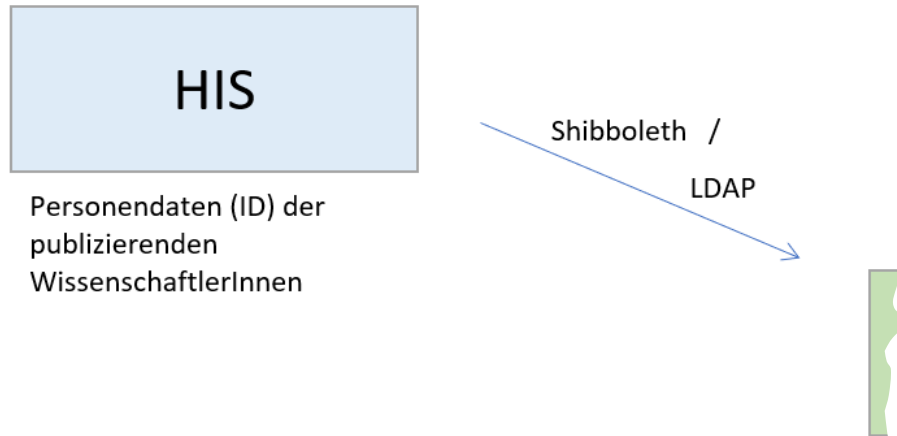 HIS
Shibboleth /
LDAP
Personendaten (ID) der
publizierenden
WissenschaftlerInnen